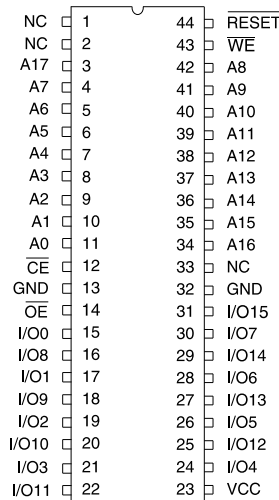 NC 1 44 RESET
NC 2 43 WE
A17 3 42 A8
A7 4 41 A9
A6 5 40 A10
A5 6 39 A11
A4 7 38 A12
A3 8 37 A13
A2 9 36 A14
A1 10 35 A15
A0 11 34 A16
CE 12 33 NC
GND 13 32 GND
OE 14 31 I/O15
I/O0 15 30 I/O7
I/O8 16 29 I/O14
I/O1 17 28 I/O6
I/O9 18 27 I/O13
I/O2 19 26 I/O5
I/O10 20 25 I/O12
I/O3 21 24 I/O4
I/O11 22 23 VCC